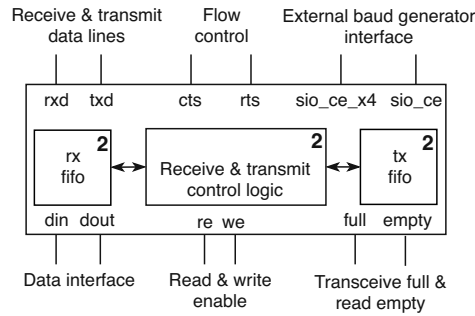 Receive & transmit data lines
Flow control
External baud generator interface
rxd txd cts rts sio_ce_x4 sio_ce
2 2 2
rx fifo
Receive & transmit control logic
tx fifo
din dout re we full empty
Data interface
Read & write enable
Transceive full & read empty